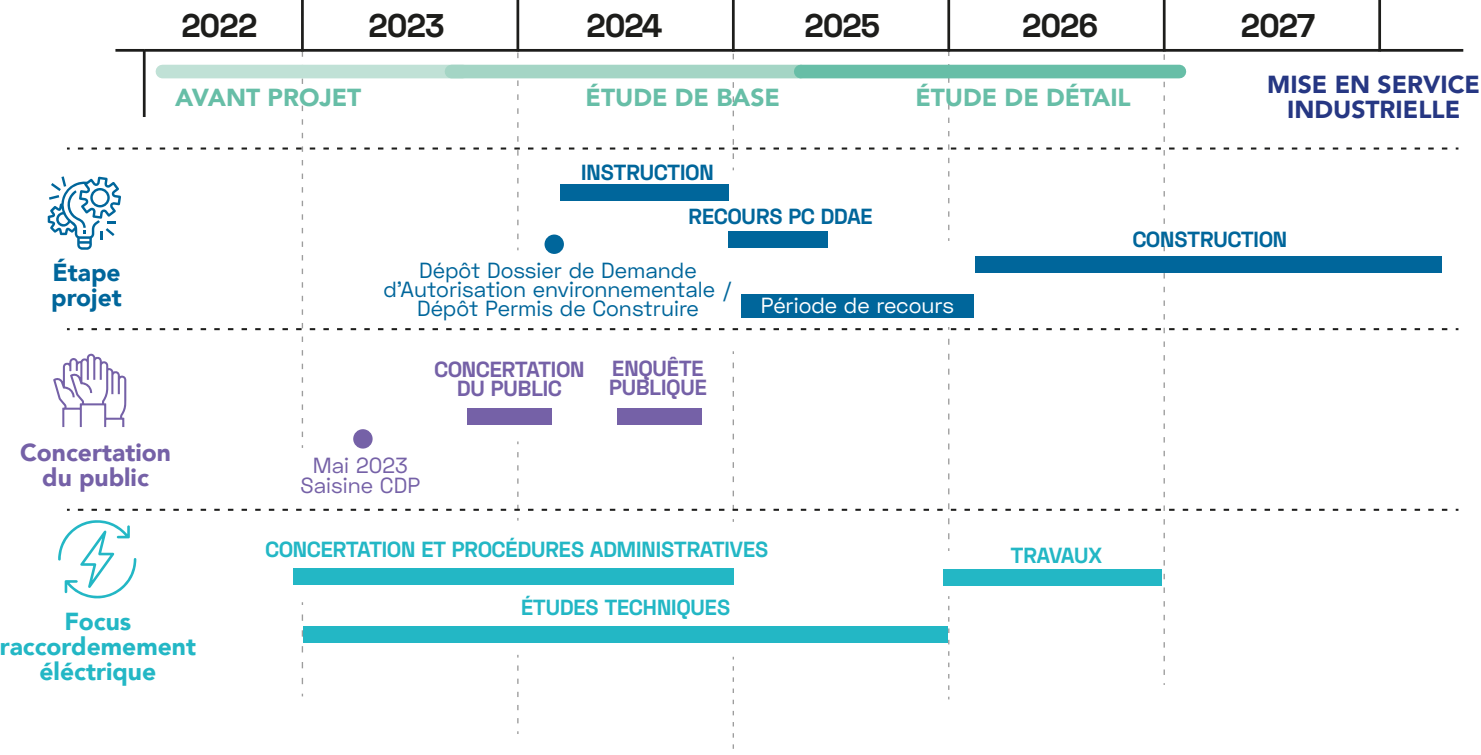 2022 2023 2024 2025 2026 2027
AVANT PROJET ÉTUDE DE BASE ÉTUDE DE DÉTAIL
MISE EN SERVICE
INDUSTRIELLE
Étape
projet
INSTRUCTION
RECOURS PC DDAE
CONSTRUCTION
Dépôt Dossier de Demande
d'Autorisation environnementale /
Dépôt Permis de Construire
Période de recours
Concertation
du public
CONCERTATION
DU PUBLIC
ENQUÊTE
PUBLIQUE
Mai 2023
Saisine CDP
Focus
raccordemement
éléctrique
CONCERTATION ET PROCÉDURES ADMINISTRATIVES
TRAVAUX
ÉTUDES TECHNIQUES